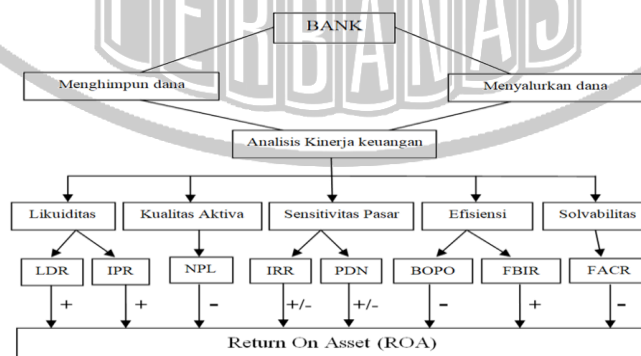 PERBANAS
BANK
Menghimpun dana
Menyalurkan dana
Analisis Kinerja keuangan
Likuiditas
Kualitas Aktiva
Sensitivitas Pasar
Efisiensi
Solvabilitas
LDR
IPR
NPL
IRR
PDN
BOPO
FBIR
FACR
+
+
-
+/-
+/-
-
+
-
Return On Asset (ROA)